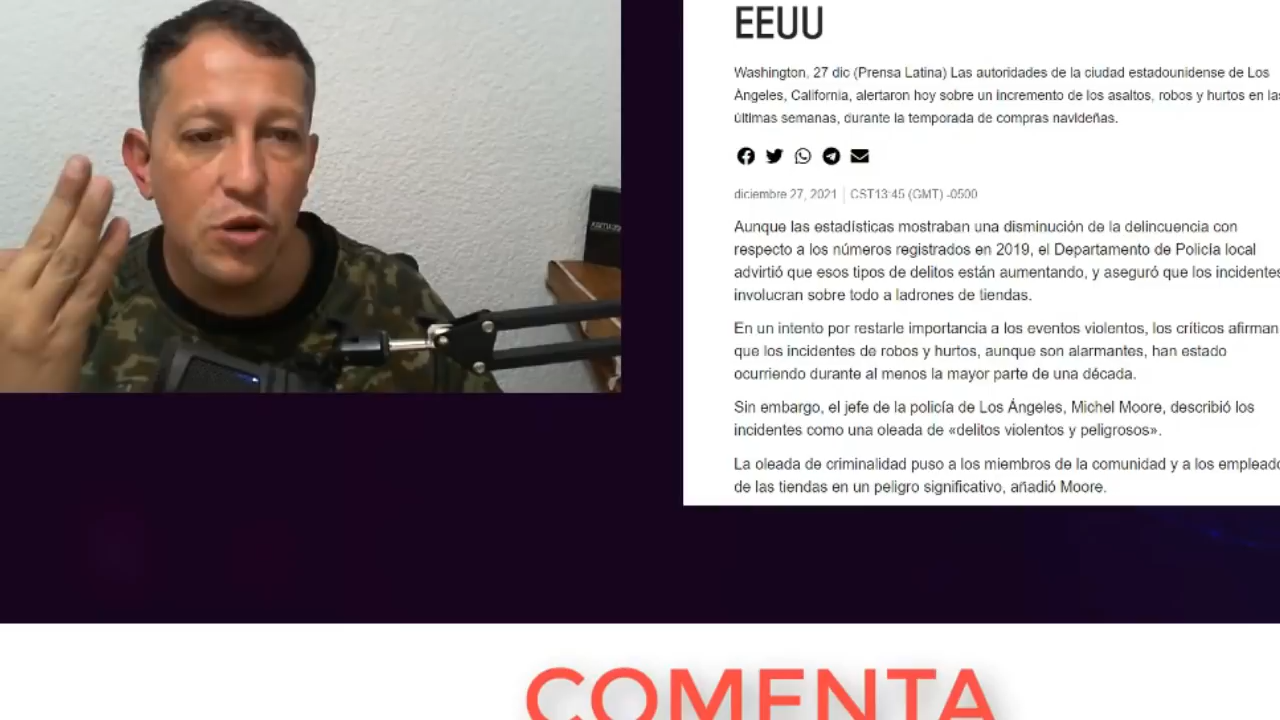 EEUU
Washington, 27 dic (Prensa Latina) Las autoridades de la ciudad estadounidense de Los
Ángeles, California, alertaron hoy sobre un incremento de los asaltos, robos y hurtos en las
últimas semanas, durante la temporada de compras navideñas.
diciembre 27, 2021 CST13:45 (GMT) -0500
Aunque las estadísticas mostraban una disminución de la delincuencia con
respecto a los números registrados en 2019, el Departamento de Policía local
advirtió que esos tipos de delitos están aumentando, y aseguró que los incidentes
involucran sobre todo a ladrones de tiendas.
En un intento por restarle importancia a los eventos violentos, los críticos afirman
que los incidentes de robos y hurtos, aunque son alarmantes, han estado
ocurriendo durante al menos la mayor parte de una década.
Sin embargo, el jefe de la policía de Los Ángeles, Michel Moore, describió los
incidentes como una oleada de «delitos violentos y peligrosos».
La oleada de criminalidad puso a los miembros de la comunidad y a los empleado
de las tiendas en un peligro significativo, añadió Moore.
COMENTA